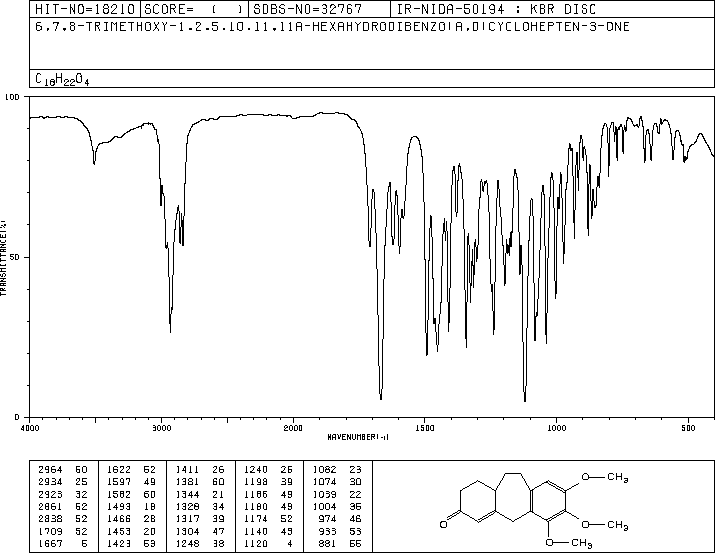 HIT-NO=18210 SCORE= ( ) SDBS-NO=32767 IR-NIDA-50194 : KBR DISC
6,7,8-TRIMETHOXY-1,2,5,10,11,11A-HEXAHYDRODIBENZO(A,D)CYCLOHEPTEN-3-ONE
C18H22O4
100
50
0
TRANSMITTANCE(%)
4000 3000 2000 1500 1000 500
WAVENUMBER(-1)
2964 50 1622 52 1411 26 1240 25 1082 23
2934 25 1597 49 1381 60 1198 39 1074 30
2923 32 1582 60 1344 21 1186 49 1039 22
2861 52 1493 18 1328 34 1180 49 1004 36
2838 52 1466 28 1317 39 1174 52 974 46
1709 52 1453 20 1304 47 1140 43 933 53
1667 5 1423 53 1248 38 1120 4 881 55
O
O—CH3
O—CH3
O—CH3